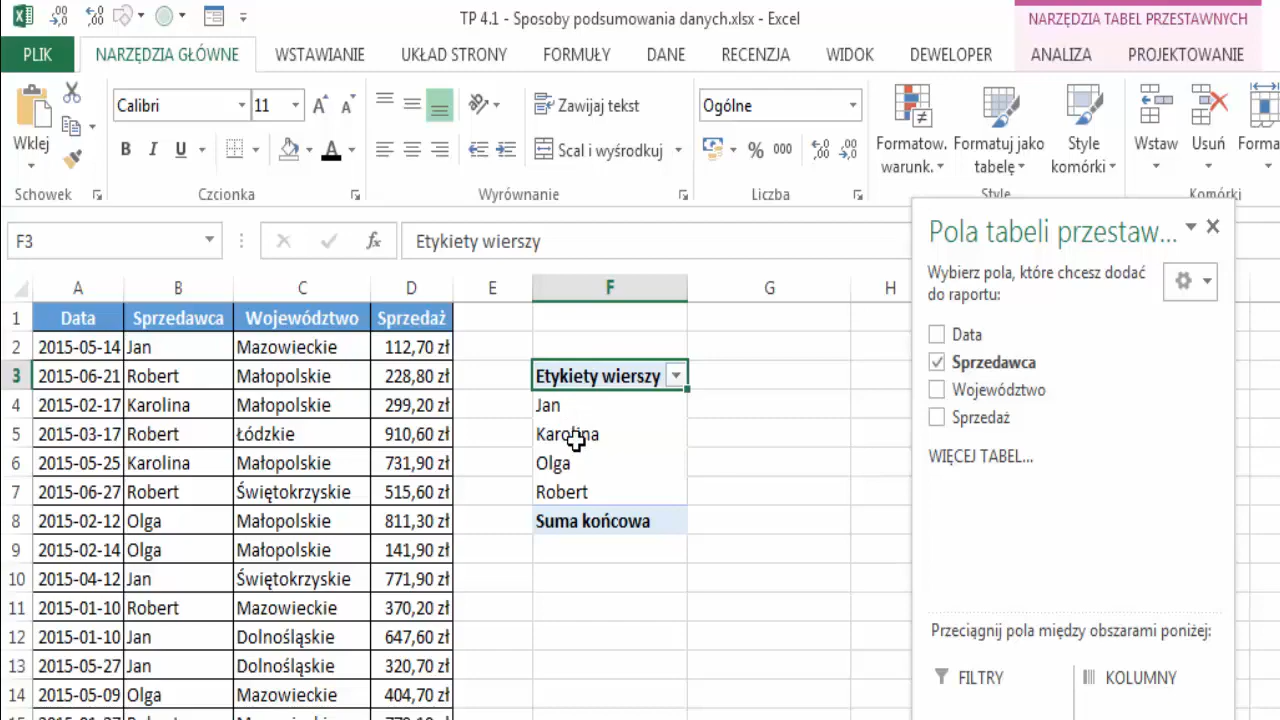 TP 4.1 - Sposoby podsumowania danych.xlsx - Excel
NARZĘDZIA TABEL PRZESTAWNYCH
PLIK NARZĘDZIA GŁÓWNE WSTAWIANIE UKŁAD STRONY FORMUŁY DANE RECENZJA WIDOK DEWELOPER ANALIZA PROJEKTOWANIE
Wklej
Calibri 11
Zawijaj tekst
Scal i wyśrodkuj
Ogólne
Formatow. warunk.
Formatuj jako tabelę
Style komórki
Wstaw Usuń
Schowek Czcionka Wyrównanie Liczba Style Komórki
F3 Etykiety wierszy
A B C D E F G H
1 Data Sprzedawca Województwo Sprzedaż
2 2015-05-14 Jan Mazowieckie 112,70 zł
3 2015-06-21 Robert Małopolskie 228,80 zł Etykiety wierszy
4 2015-02-17 Karolina Małopolskie 299,20 zł Jan
5 2015-03-17 Robert Łódzkie 910,60 zł Karolina
6 2015-05-25 Karolina Małopolskie 731,90 zł Olga
7 2015-06-27 Robert Świętokrzyskie 515,60 zł Robert
8 2015-02-12 Olga Małopolskie 811,30 zł Suma końcowa
9 2015-02-14 Olga Małopolskie 141,90 zł
10 2015-04-12 Jan Świętokrzyskie 771,90 zł
11 2015-01-10 Robert Mazowieckie 370,20 zł
12 2015-01-10 Jan Dolnośląskie 647,60 zł
13 2015-05-27 Jan Dolnośląskie 320,70 zł
14 2015-05-09 Olga Mazowieckie 404,70 zł
Pola tabeli przestaw...
Wybierz pola, które chcesz dodać
do raportu:
Data
Sprzedawca
Województwo
Sprzedaż
WIĘCEJ TABEL...
Przeciągnij pola między obszarami poniżej:
FILTRY KOLUMNY